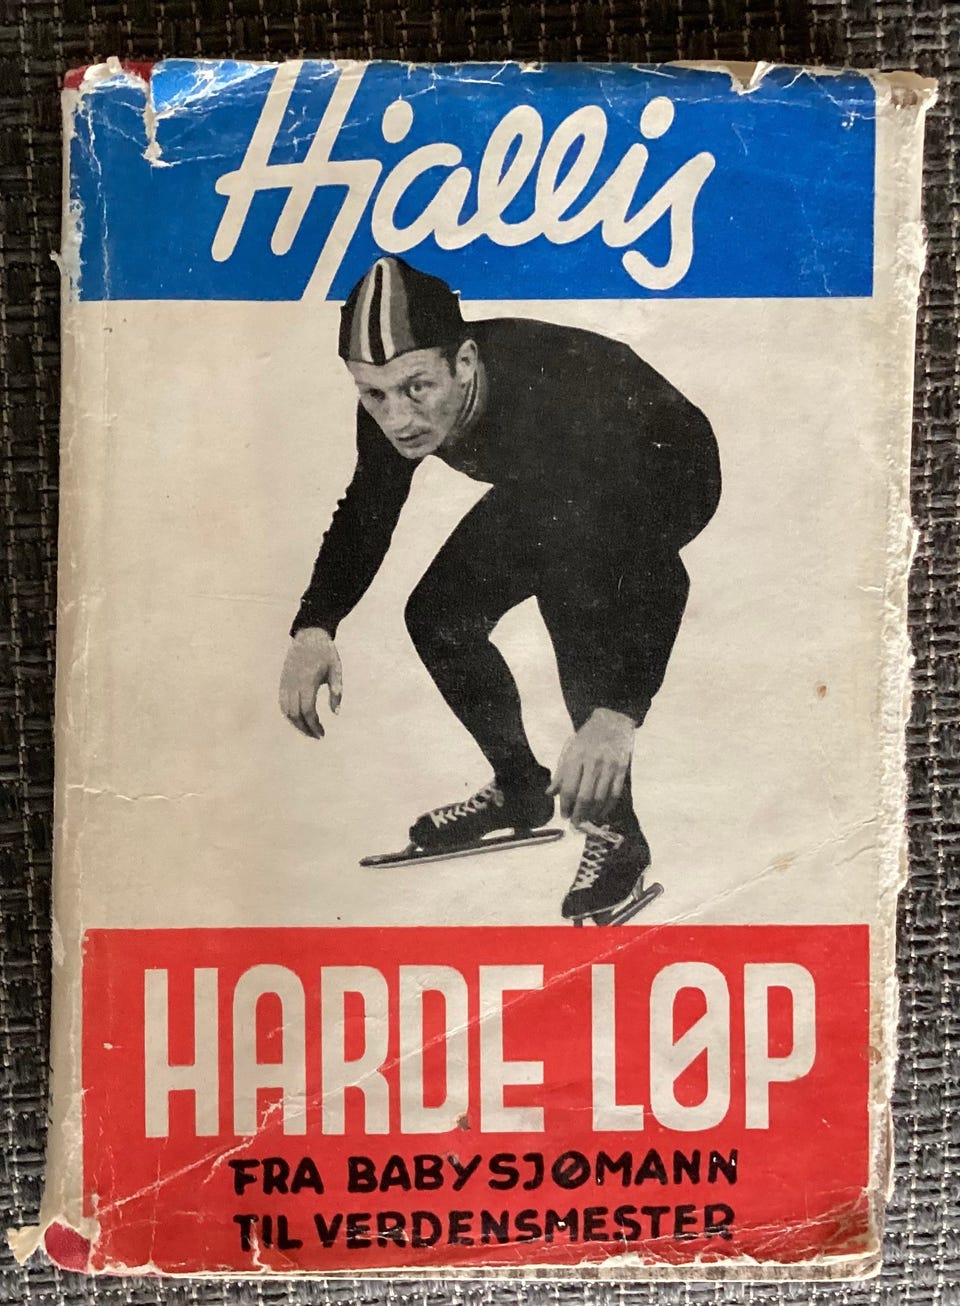 Hjallis
HARDE LØP
FRA BABYSJØMANN
TIL VERDENSMESTER